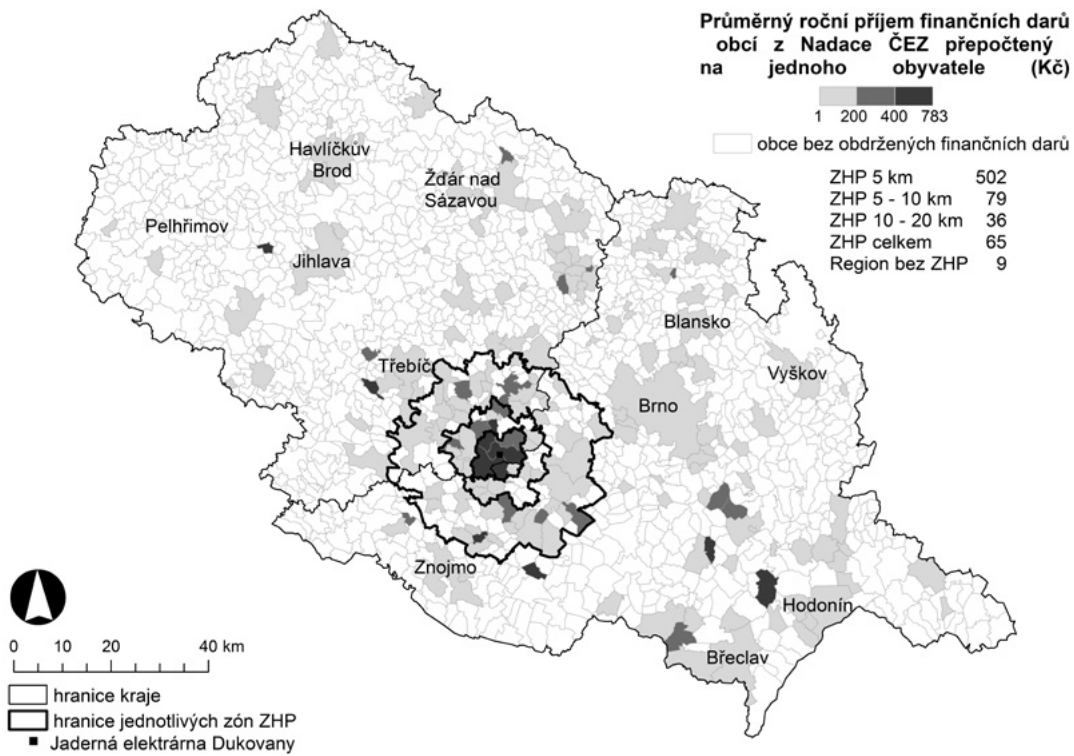 Průměrný roční příjem finančních darů
obcí z Nadace ČEZ přepočtený
na jednoho obyvatele (Kč)
1 200 400 783
obce bez obdržených finančních darů
ZHP 5 km 502
ZHP 5 - 10 km 79
ZHP 10 - 20 km 36
ZHP celkem 65
Region bez ZHP 9
Havlíčkův
Brod
Žďár nad
Sázavou
Pelhřimov
Jihlava
Blansko
Třebíč
Vyškov
Brno
Znojmo
Hodonín
Břeclav
0 10 20 40 km
hranice kraje
hranice jednotlivých zón ZHP
Jaderná elektrárna Dukovany